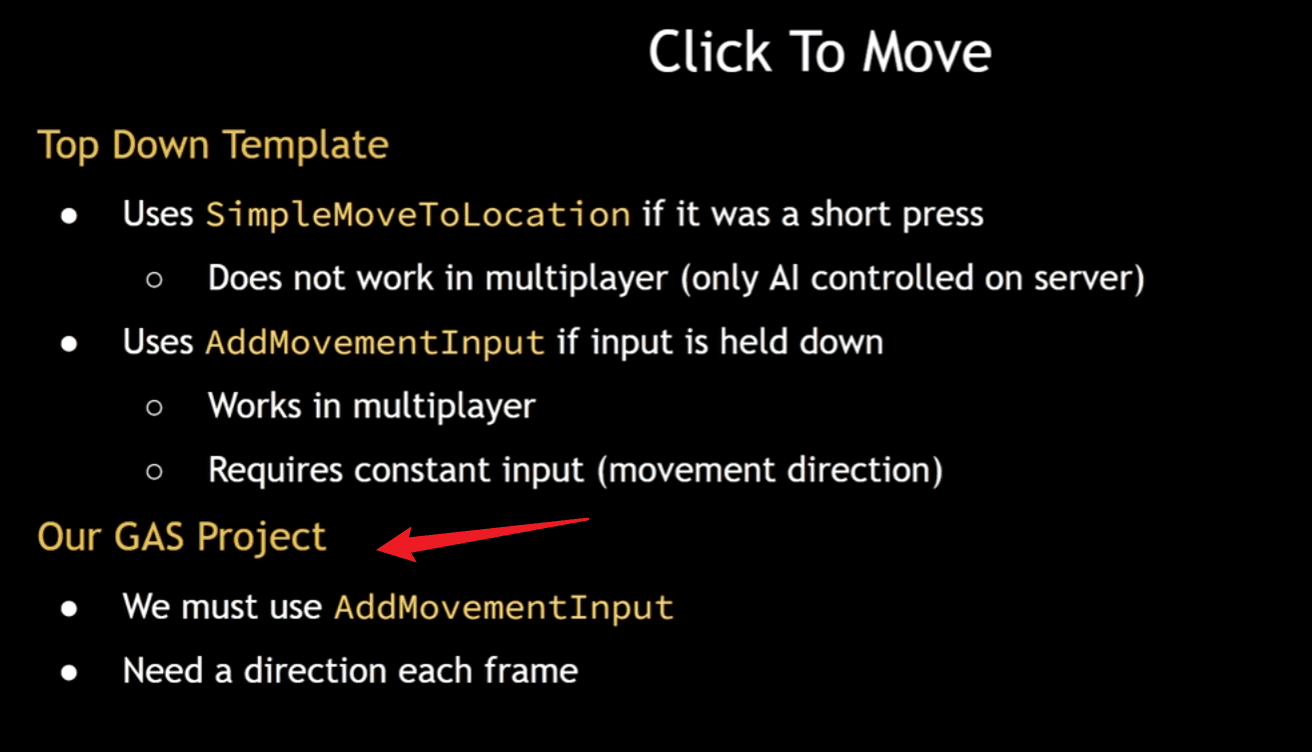 Click To Move
Top Down Template
● Uses SimpleMoveToLocation if it was a short press
○ Does not work in multiplayer (only AI controlled on server)
● Uses AddMovementInput if input is held down
○ Works in multiplayer
○ Requires constant input (movement direction)
Our GAS Project
● We must use AddMovementInput
● Need a direction each frame